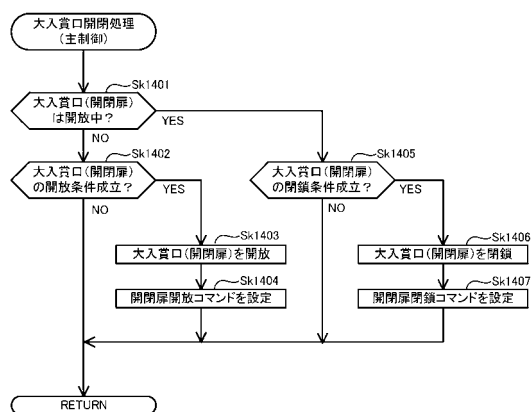 大入賞口開閉処理
(主制御)
Sk1401
大入賞口(開閉扉)
は開放中?
YES
NO
Sk1402
大入賞口(開閉扉)
の開放条件成立?
YES
NO
Sk1405
大入賞口(開閉扉)
の閉鎖条件成立?
YES
NO
Sk1403
大入賞口(開閉扉)を開放
Sk1404
開閉扉開放コマンドを設定
Sk1406
大入賞口(開閉扉)を閉鎖
Sk1407
開閉扉閉鎖コマンドを設定
RETURN